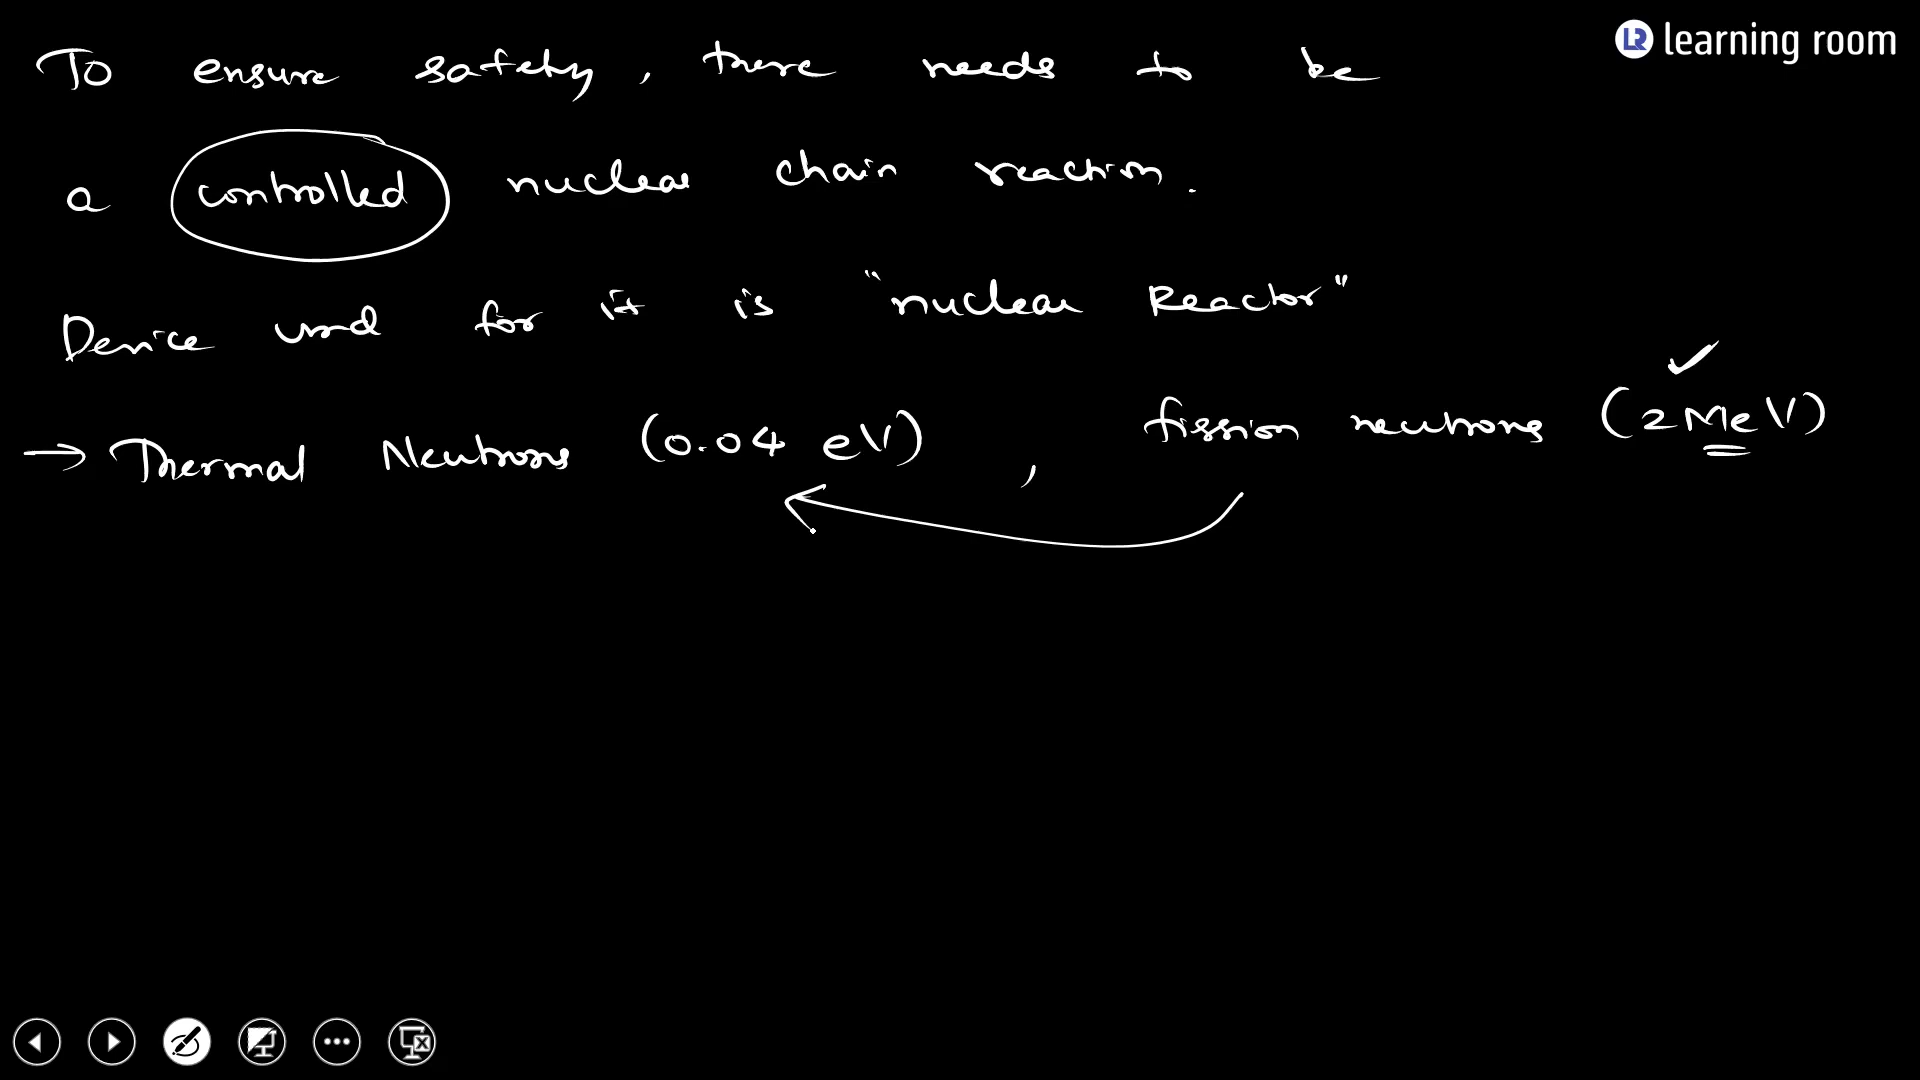 learning room
To ensure safety, there needs to be
a controlled nuclear chain reaction.
Device used for it is "nuclear Reactor"
→ Thermal Neutrons (0.04 eV), fission neutrons (2 MeV)